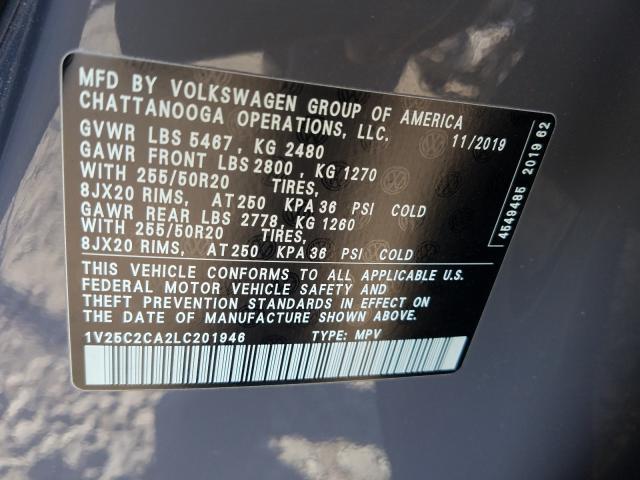 MFD BY VOLKSWAGEN GROUP OF AMERICA
CHATTANOOGA OPERATIONS, LLC. 11/2019
GVWR LBS 5467, KG 2480
GAWR FRONT LBS 2800, KG 1270
WITH 255/50R20 TIRES,
8JX20 RIMS, AT 250 KPA 36 PSI COLD
GAWR REAR LBS 2778, KG 1260
WITH 255/50R20 TIRES,
8JX20 RIMS, AT 250 KPA 36 PSI COLD
THIS VEHICLE CONFORMS TO ALL APPLICABLE U.S.
FEDERAL MOTOR VEHICLE SAFETY AND
THEFT PREVENTION STANDARDS IN EFFECT ON
THE DATE OF MANUFACTURE SHOWN ABOVE.
1V25C2CA2LC201946 TYPE: MPV
4549485 2019 62